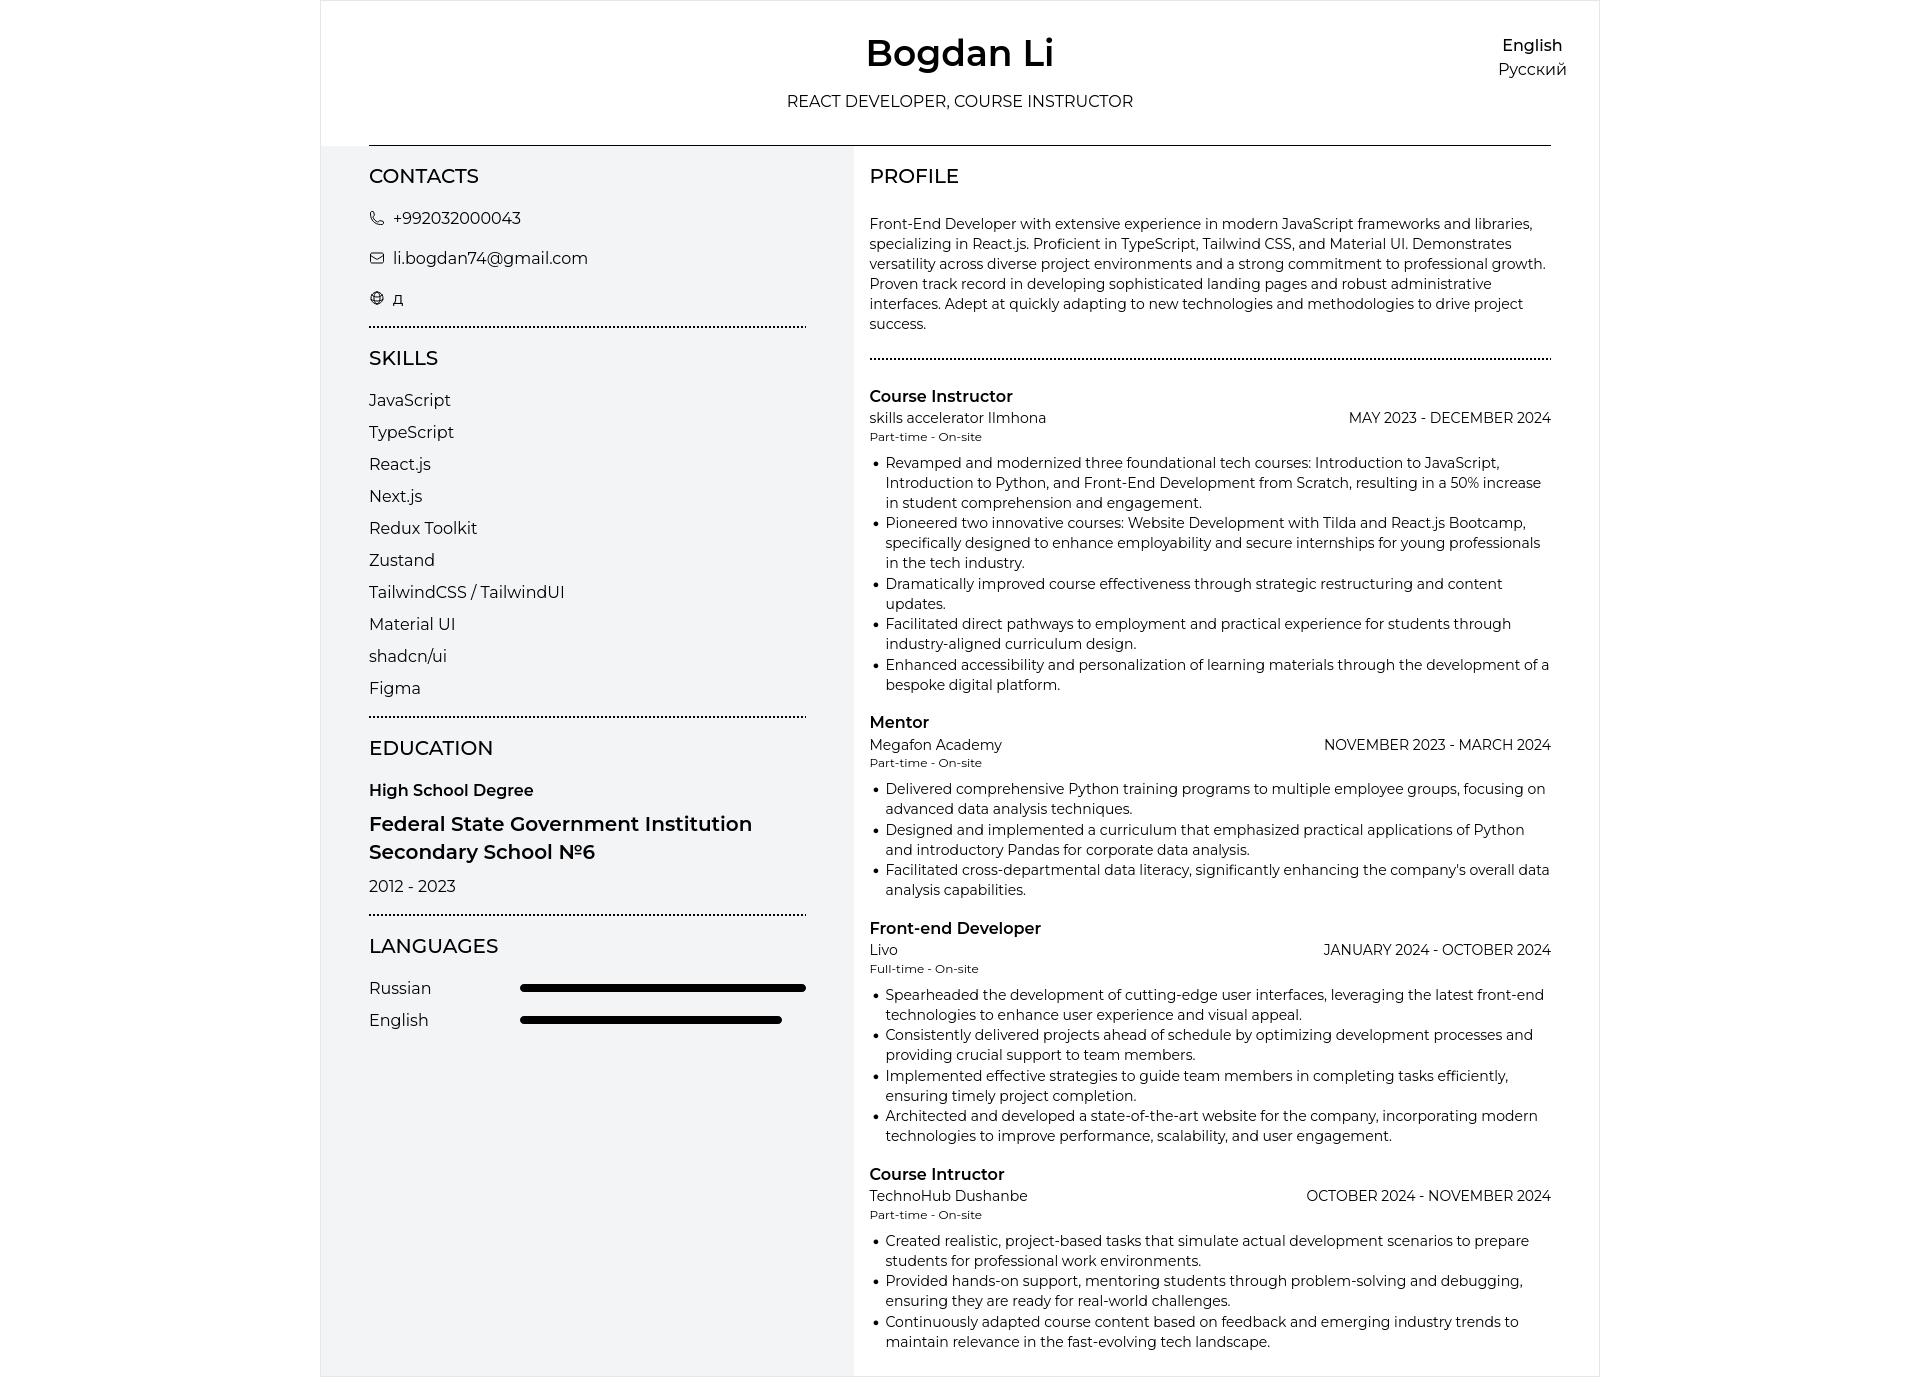 Bogdan Li
REACT DEVELOPER, COURSE INSTRUCTOR
English
Русский
CONTACTS
+992032000043
li.bogdan74@gmail.com
д
SKILLS
JavaScript
TypeScript
React.js
Next.js
Redux Toolkit
Zustand
TailwindCSS / TailwindUI
Material UI
shadcn/ui
Figma
EDUCATION
High School Degree
Federal State Government Institution
Secondary School №6
2012 - 2023
LANGUAGES
Russian
English
PROFILE
Front-End Developer with extensive experience in modern JavaScript frameworks and libraries,
specializing in React.js. Proficient in TypeScript, Tailwind CSS, and Material UI. Demonstrates
versatility across diverse project environments and a strong commitment to professional growth.
Proven track record in developing sophisticated landing pages and robust administrative
interfaces. Adept at quickly adapting to new technologies and methodologies to drive project
success.
Course Instructor
skills accelerator Ilmhona MAY 2023 - DECEMBER 2024
Part-time - On-site
• Revamped and modernized three foundational tech courses: Introduction to JavaScript,
Introduction to Python, and Front-End Development from Scratch, resulting in a 50% increase
in student comprehension and engagement.
• Pioneered two innovative courses: Website Development with Tilda and React.js Bootcamp,
specifically designed to enhance employability and secure internships for young professionals
in the tech industry.
• Dramatically improved course effectiveness through strategic restructuring and content
updates.
• Facilitated direct pathways to employment and practical experience for students through
industry-aligned curriculum design.
• Enhanced accessibility and personalization of learning materials through the development of a
bespoke digital platform.
Mentor
Megafon Academy NOVEMBER 2023 - MARCH 2024
Part-time - On-site
• Delivered comprehensive Python training programs to multiple employee groups, focusing on
advanced data analysis techniques.
• Designed and implemented a curriculum that emphasized practical applications of Python
and introductory Pandas for corporate data analysis.
• Facilitated cross-departmental data literacy, significantly enhancing the company's overall data
analysis capabilities.
Front-end Developer
Livo JANUARY 2024 - OCTOBER 2024
Full-time - On-site
• Spearheaded the development of cutting-edge user interfaces, leveraging the latest front-end
technologies to enhance user experience and visual appeal.
• Consistently delivered projects ahead of schedule by optimizing development processes and
providing crucial support to team members.
• Implemented effective strategies to guide team members in completing tasks efficiently,
ensuring timely project completion.
• Architected and developed a state-of-the-art website for the company, incorporating modern
technologies to improve performance, scalability, and user engagement.
Course Intructor
TechnoHub Dushanbe OCTOBER 2024 - NOVEMBER 2024
Part-time - On-site
• Created realistic, project-based tasks that simulate actual development scenarios to prepare
students for professional work environments.
• Provided hands-on support, mentoring students through problem-solving and debugging,
ensuring they are ready for real-world challenges.
• Continuously adapted course content based on feedback and emerging industry trends to
maintain relevance in the fast-evolving tech landscape.